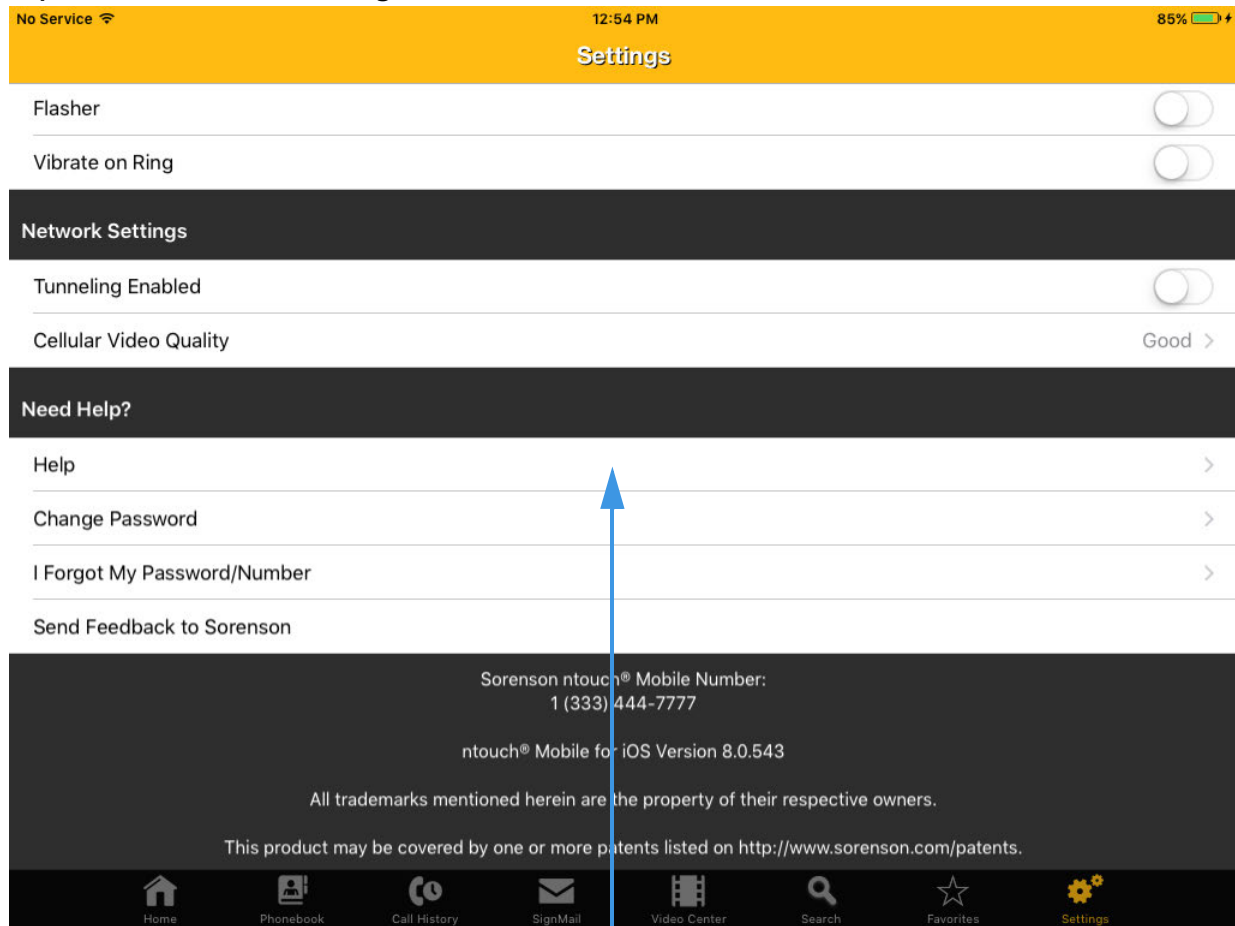 No Service 12:54 PM 85%
Settings
Flasher
Vibrate on Ring
Network Settings
Tunneling Enabled
Cellular Video Quality Good >
Need Help?
Help >
Change Password >
I Forgot My Password/Number >
Send Feedback to Sorenson
Sorenson ntouch® Mobile Number:
1 (333) 444-7777
ntouch® Mobile for iOS Version 8.0.543
All trademarks mentioned herein are the property of their respective owners.
This product may be covered by one or more patents listed on http://www.sorenson.com/patents.
Home Phonebook Call History SignMail Video Center Search Favorites Settings